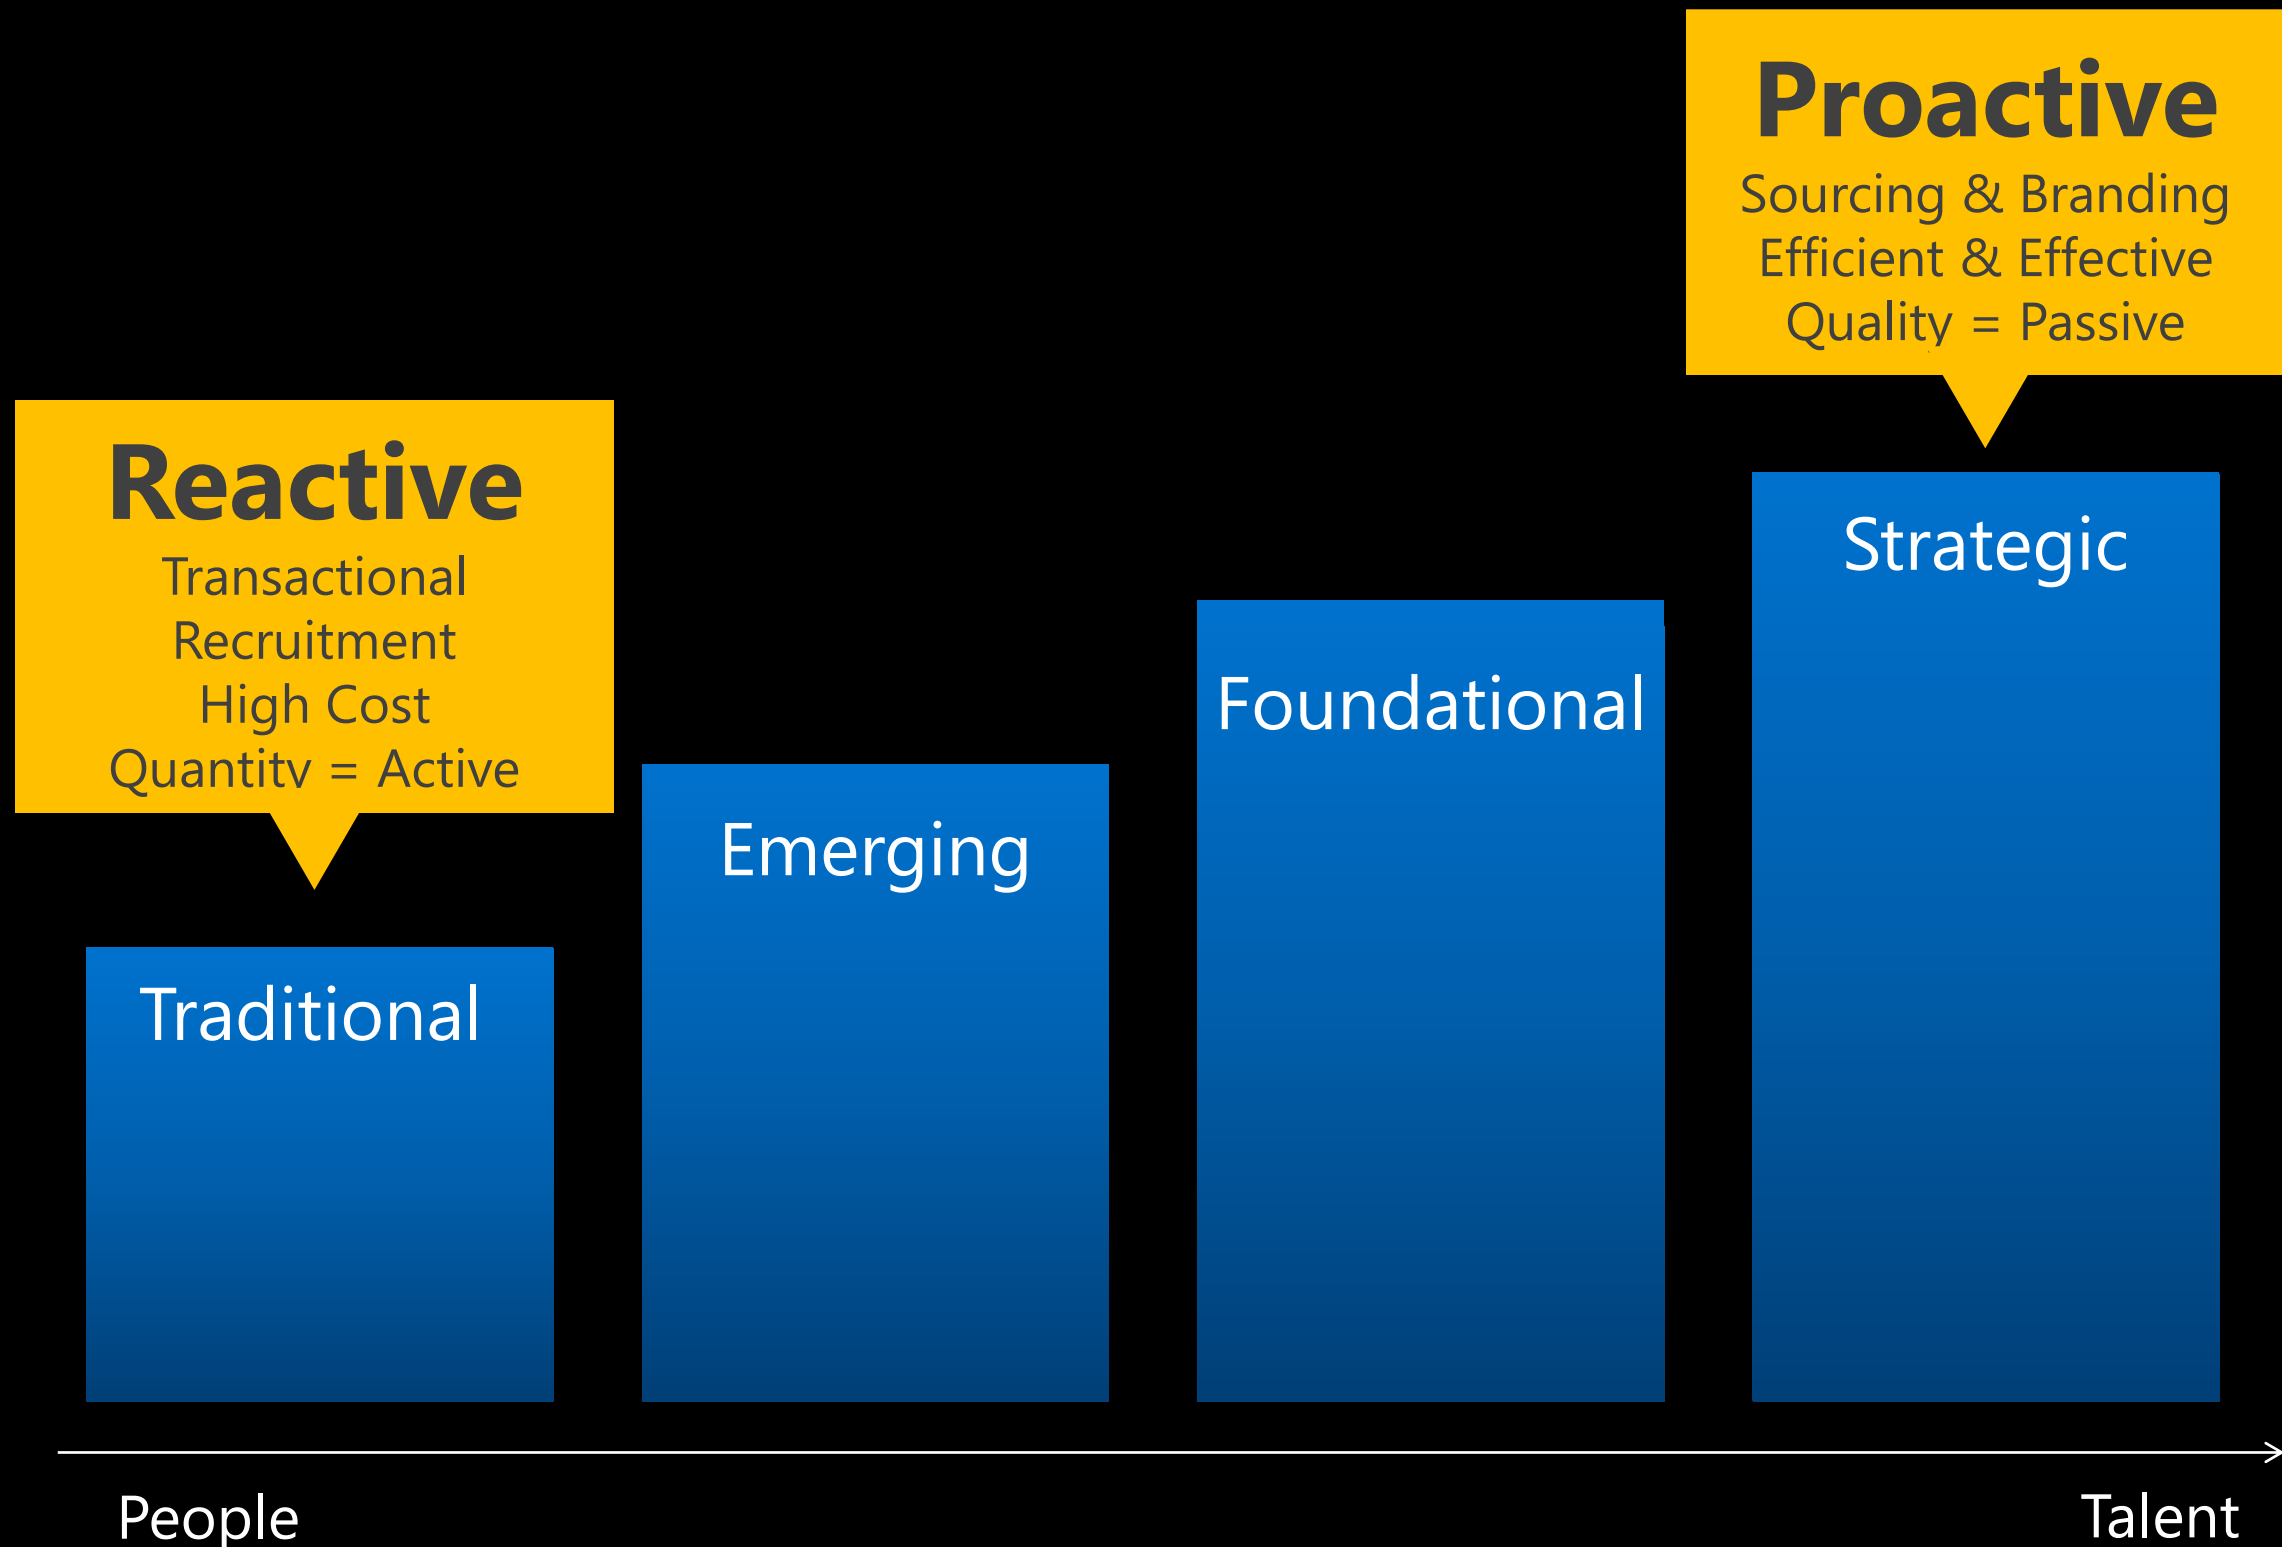 Proactive
Sourcing & Branding
Efficient & Effective
Quality = Passive
Reactive
Transactional
Recruitment
High Cost
Quantity = Active
Strategic
Foundational
Emerging
Traditional
People
Talent